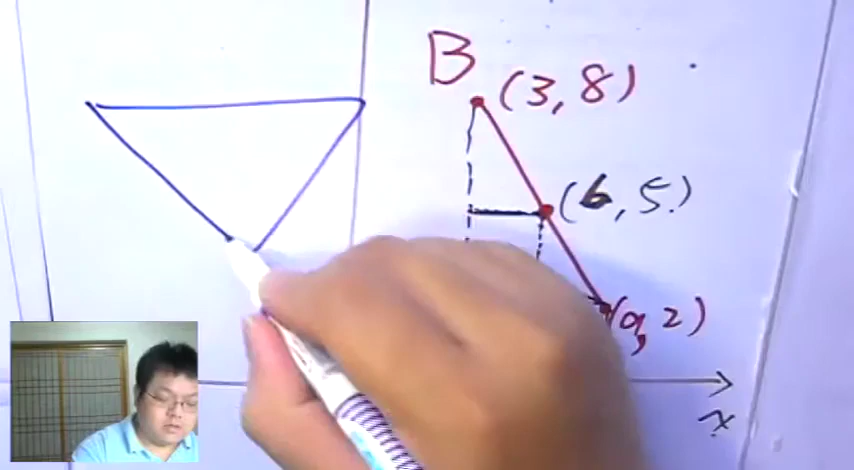 B
(3, 8)
(6, 5)
(9, 2)
x